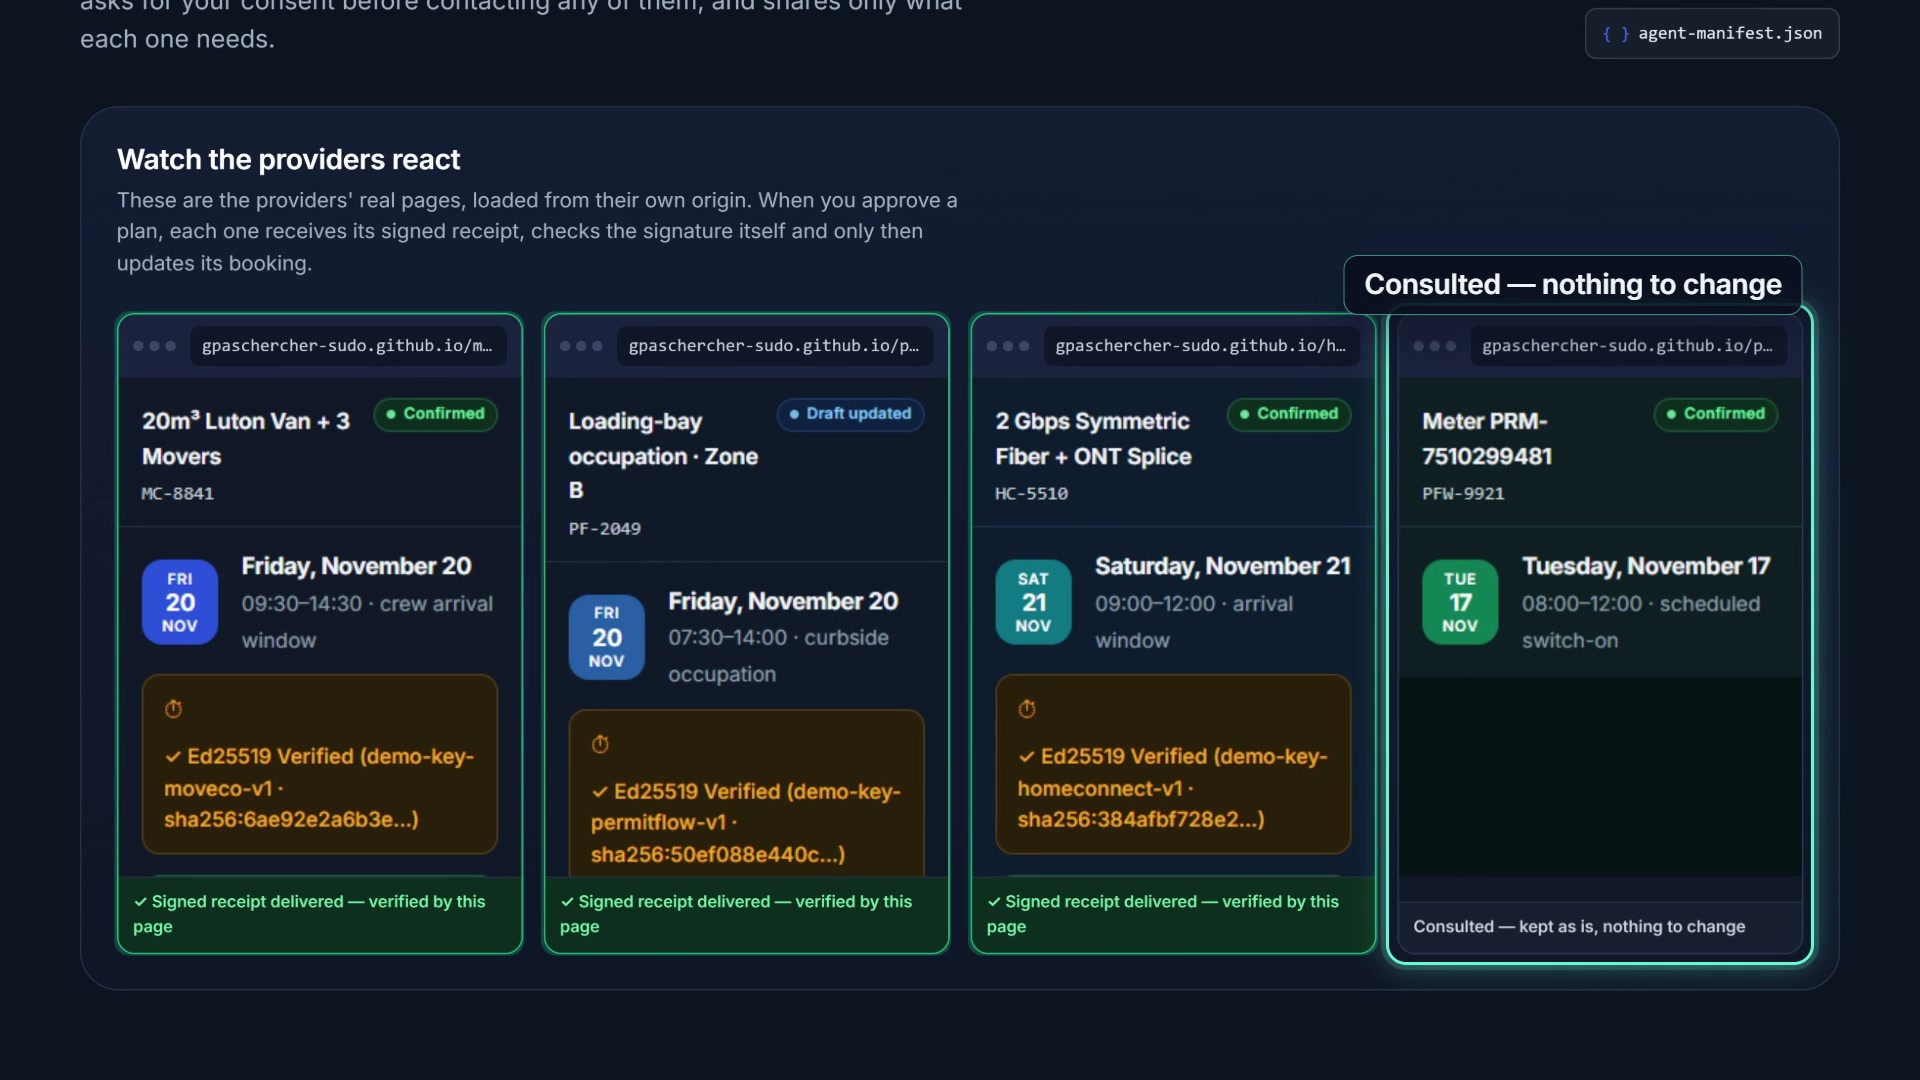 asks for your consent before contacting any of them, and shares only what
each one needs.
{ } agent-manifest.json
Watch the providers react
These are the providers' real pages, loaded from their own origin. When you approve a
plan, each one receives its signed receipt, checks the signature itself and only then
updates its booking.
Consulted — nothing to change
gpaschercher-sudo.github.io/m…
20m³ Luton Van + 3
Movers
Confirmed
MC-8841
FRI
20
NOV
Friday, November 20
09:30–14:30 · crew arrival
window
✓ Ed25519 Verified (demo-key-
moveco-v1 ·
sha256:6ae92e2a6b3e…)
✓ Signed receipt delivered — verified by this
page
gpaschercher-sudo.github.io/p…
Loading-bay
occupation · Zone
B
Draft updated
PF-2049
FRI
20
NOV
Friday, November 20
07:30–14:00 · curbside
occupation
✓ Ed25519 Verified (demo-key-
permitflow-v1 ·
sha256:50ef088e440c…)
✓ Signed receipt delivered — verified by this
page
gpaschercher-sudo.github.io/h…
2 Gbps Symmetric
Fiber + ONT Splice
Confirmed
HC-5510
SAT
21
NOV
Saturday, November 21
09:00–12:00 · arrival
window
✓ Ed25519 Verified (demo-key-
homeconnect-v1 ·
sha256:384afbf728e2…)
✓ Signed receipt delivered — verified by this
page
gpaschercher-sudo.github.io/p…
Meter PRM-
7510299481
Confirmed
PFW-9921
TUE
17
NOV
Tuesday, November 17
08:00–12:00 · scheduled
switch-on
Consulted — kept as is, nothing to change